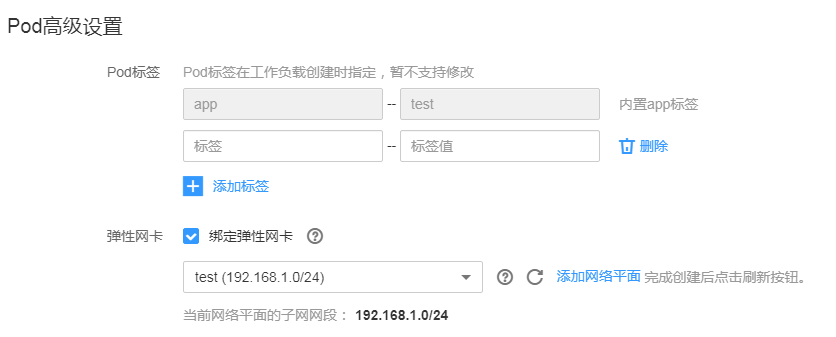 Pod高级设置
Pod标签 Pod标签在工作负载创建时指定，暂不支持修改
app -- test 内置app标签
标签 -- 标签值 删除
添加标签
弹性网卡 绑定弹性网卡 ?
test (192.168.1.0/24) ? 添加网络平面 完成创建后点击刷新按钮。
当前网络平面的子网网段： 192.168.1.0/24